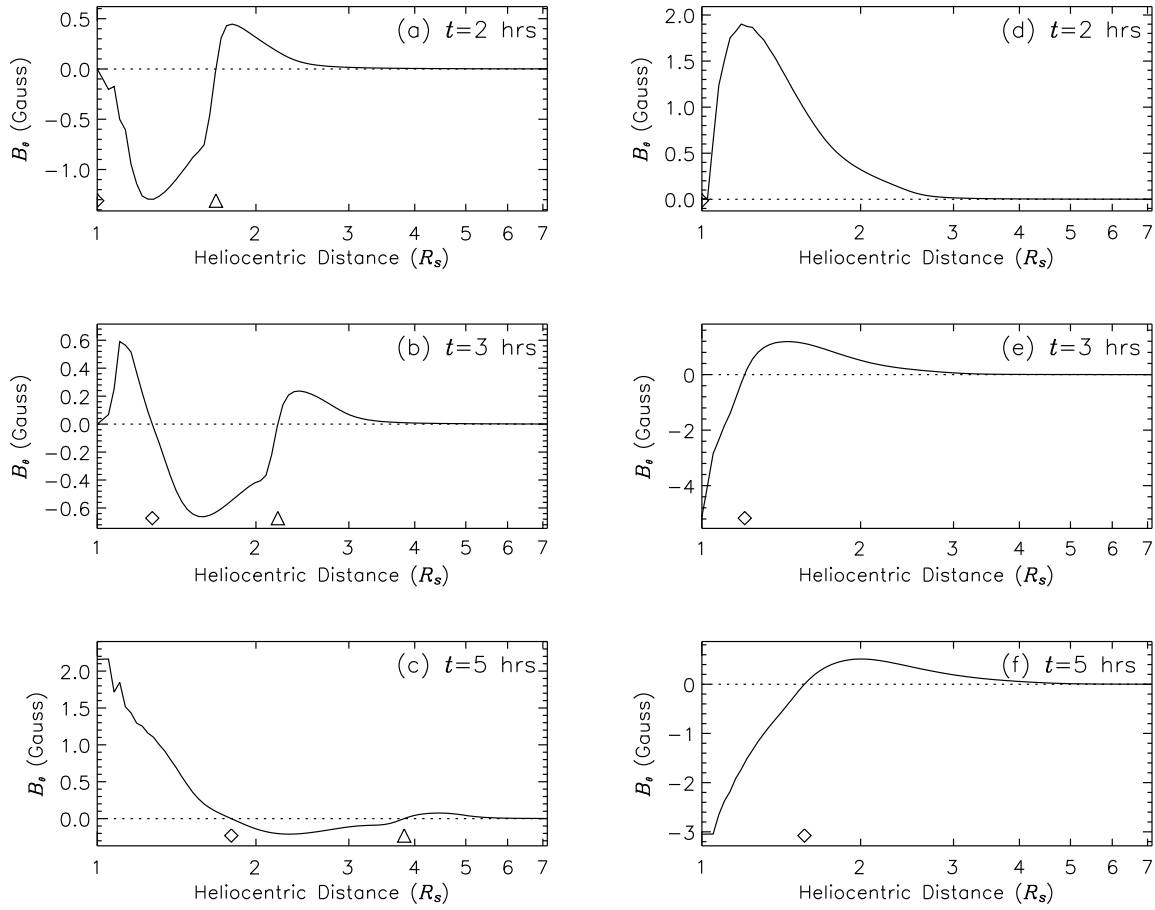 (a) t=2 hrs
0.5
0.0
−0.5
−1.0
B_θ (Gauss)
1 2 3 4 5 6 7
Heliocentric Distance (R_s)
(d) t=2 hrs
2.0
1.5
1.0
0.5
0.0
B_θ (Gauss)
1 2 3 4 5 6 7
Heliocentric Distance (R_s)
(b) t=3 hrs
0.6
0.4
0.2
0.0
−0.2
−0.4
−0.6
B_θ (Gauss)
1 2 3 4 5 6 7
Heliocentric Distance (R_s)
(e) t=3 hrs
0
−2
−4
B_θ (Gauss)
1 2 3 4 5 6 7
Heliocentric Distance (R_s)
(c) t=5 hrs
2.0
1.5
1.0
0.5
0.0
B_θ (Gauss)
1 2 3 4 5 6 7
Heliocentric Distance (R_s)
(f) t=5 hrs
0
−1
−2
−3
B_θ (Gauss)
1 2 3 4 5 6 7
Heliocentric Distance (R_s)